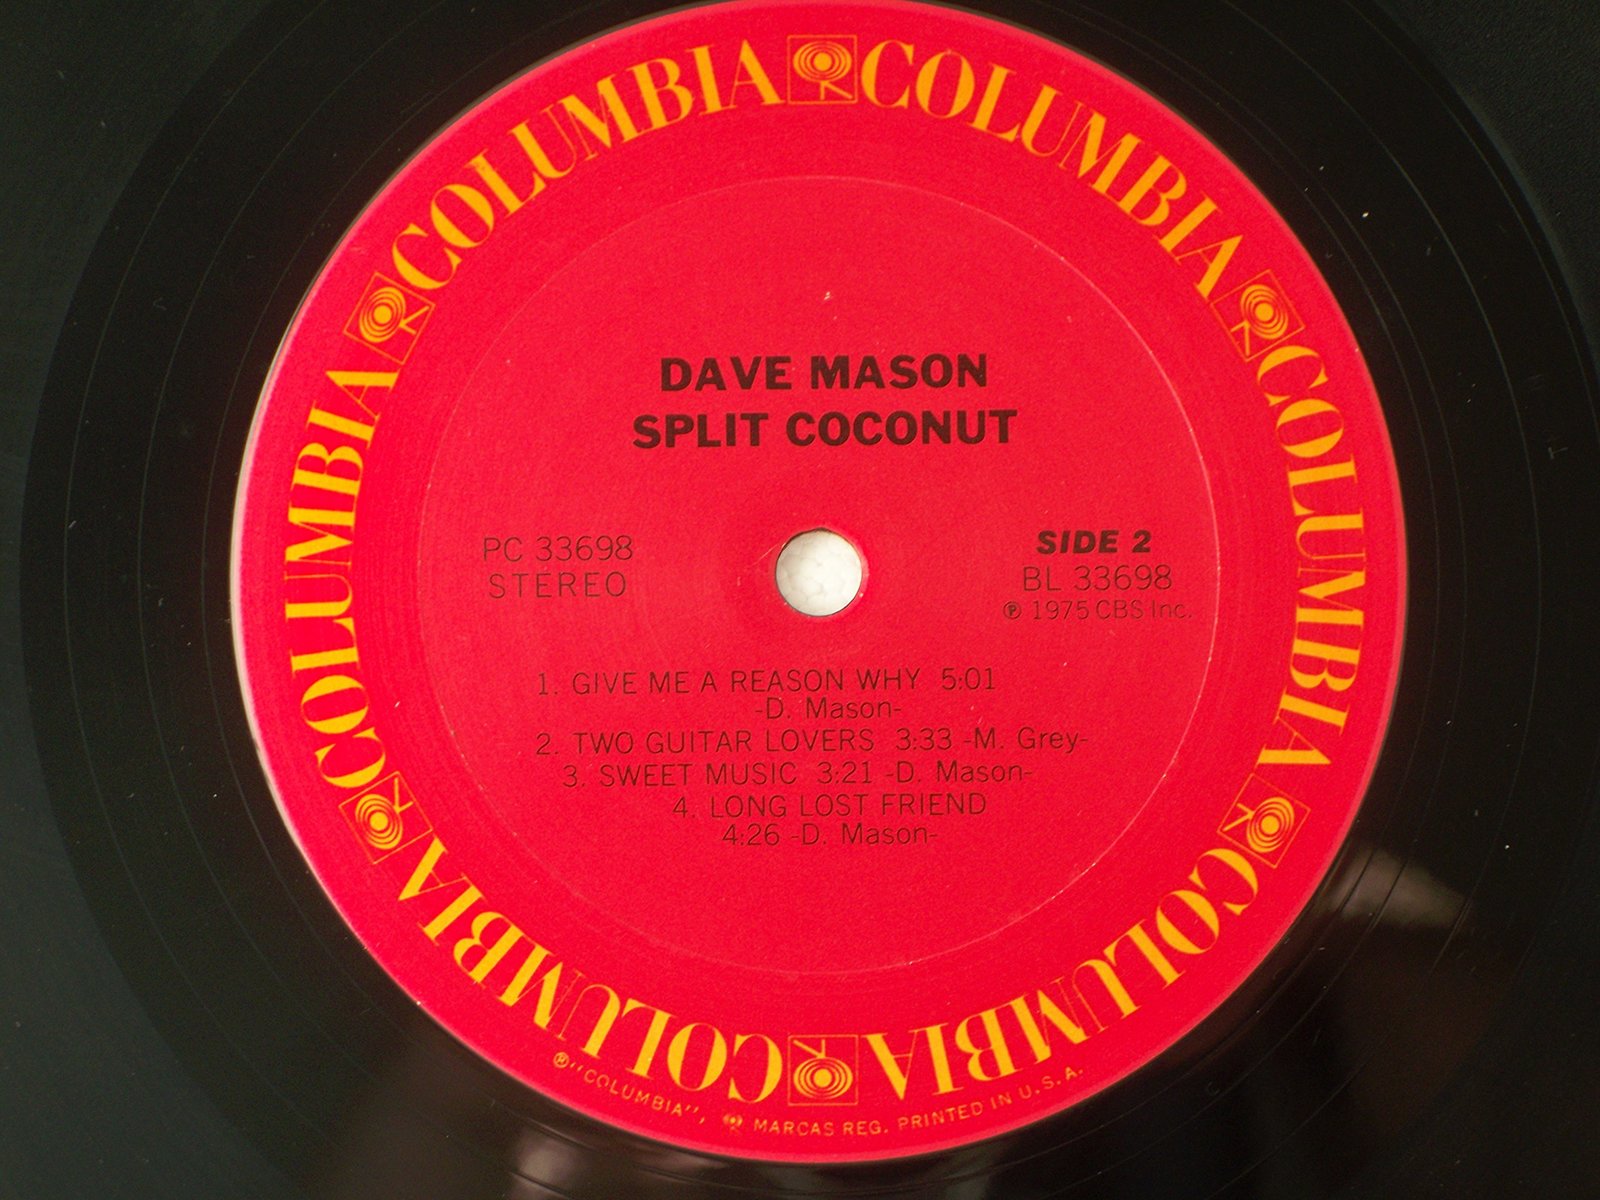 COLUMBIA COLUMBIA COLUMBIA COLUMBIA COLUMBIA COLUMBIA
DAVE MASON
SPLIT COCONUT
PC 33698
STEREO
SIDE 2
BL 33698
℗ 1975 CBS Inc.
1. GIVE ME A REASON WHY 5:01
-D. Mason-
2. TWO GUITAR LOVERS 3:33 -M. Grey-
3. SWEET MUSIC 3:21 -D. Mason-
4. LONG LOST FRIEND
4:26 -D. Mason-
® "COLUMBIA", MARCAS REG. PRINTED IN U.S.A.